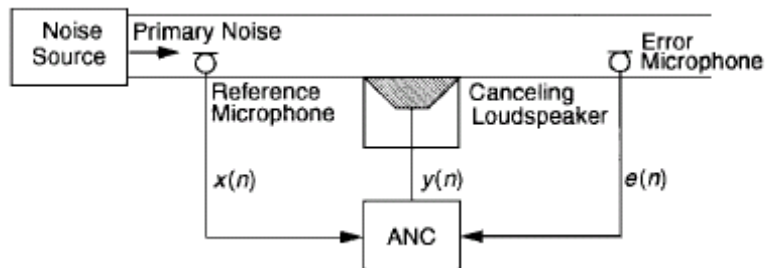 Noise
Source
Primary Noise
Reference
Microphone
Canceling
Loudspeaker
Error
Microphone
x(n)
y(n)
e(n)
ANC